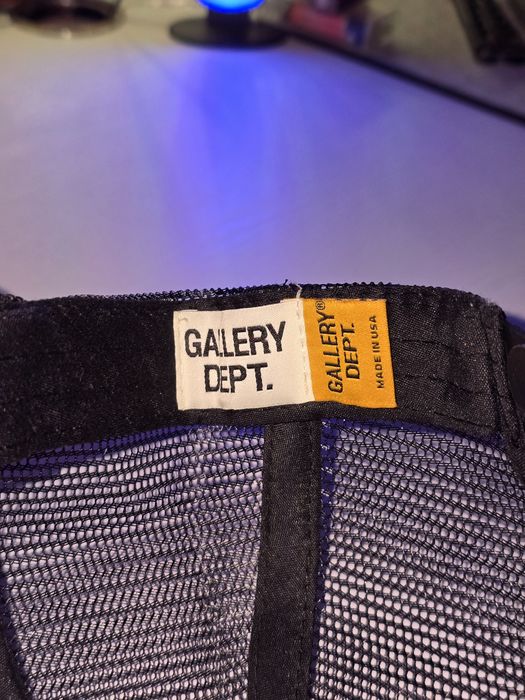 GALLERY
DEPT.
GALLERY®
DEPT.
MADE IN USA